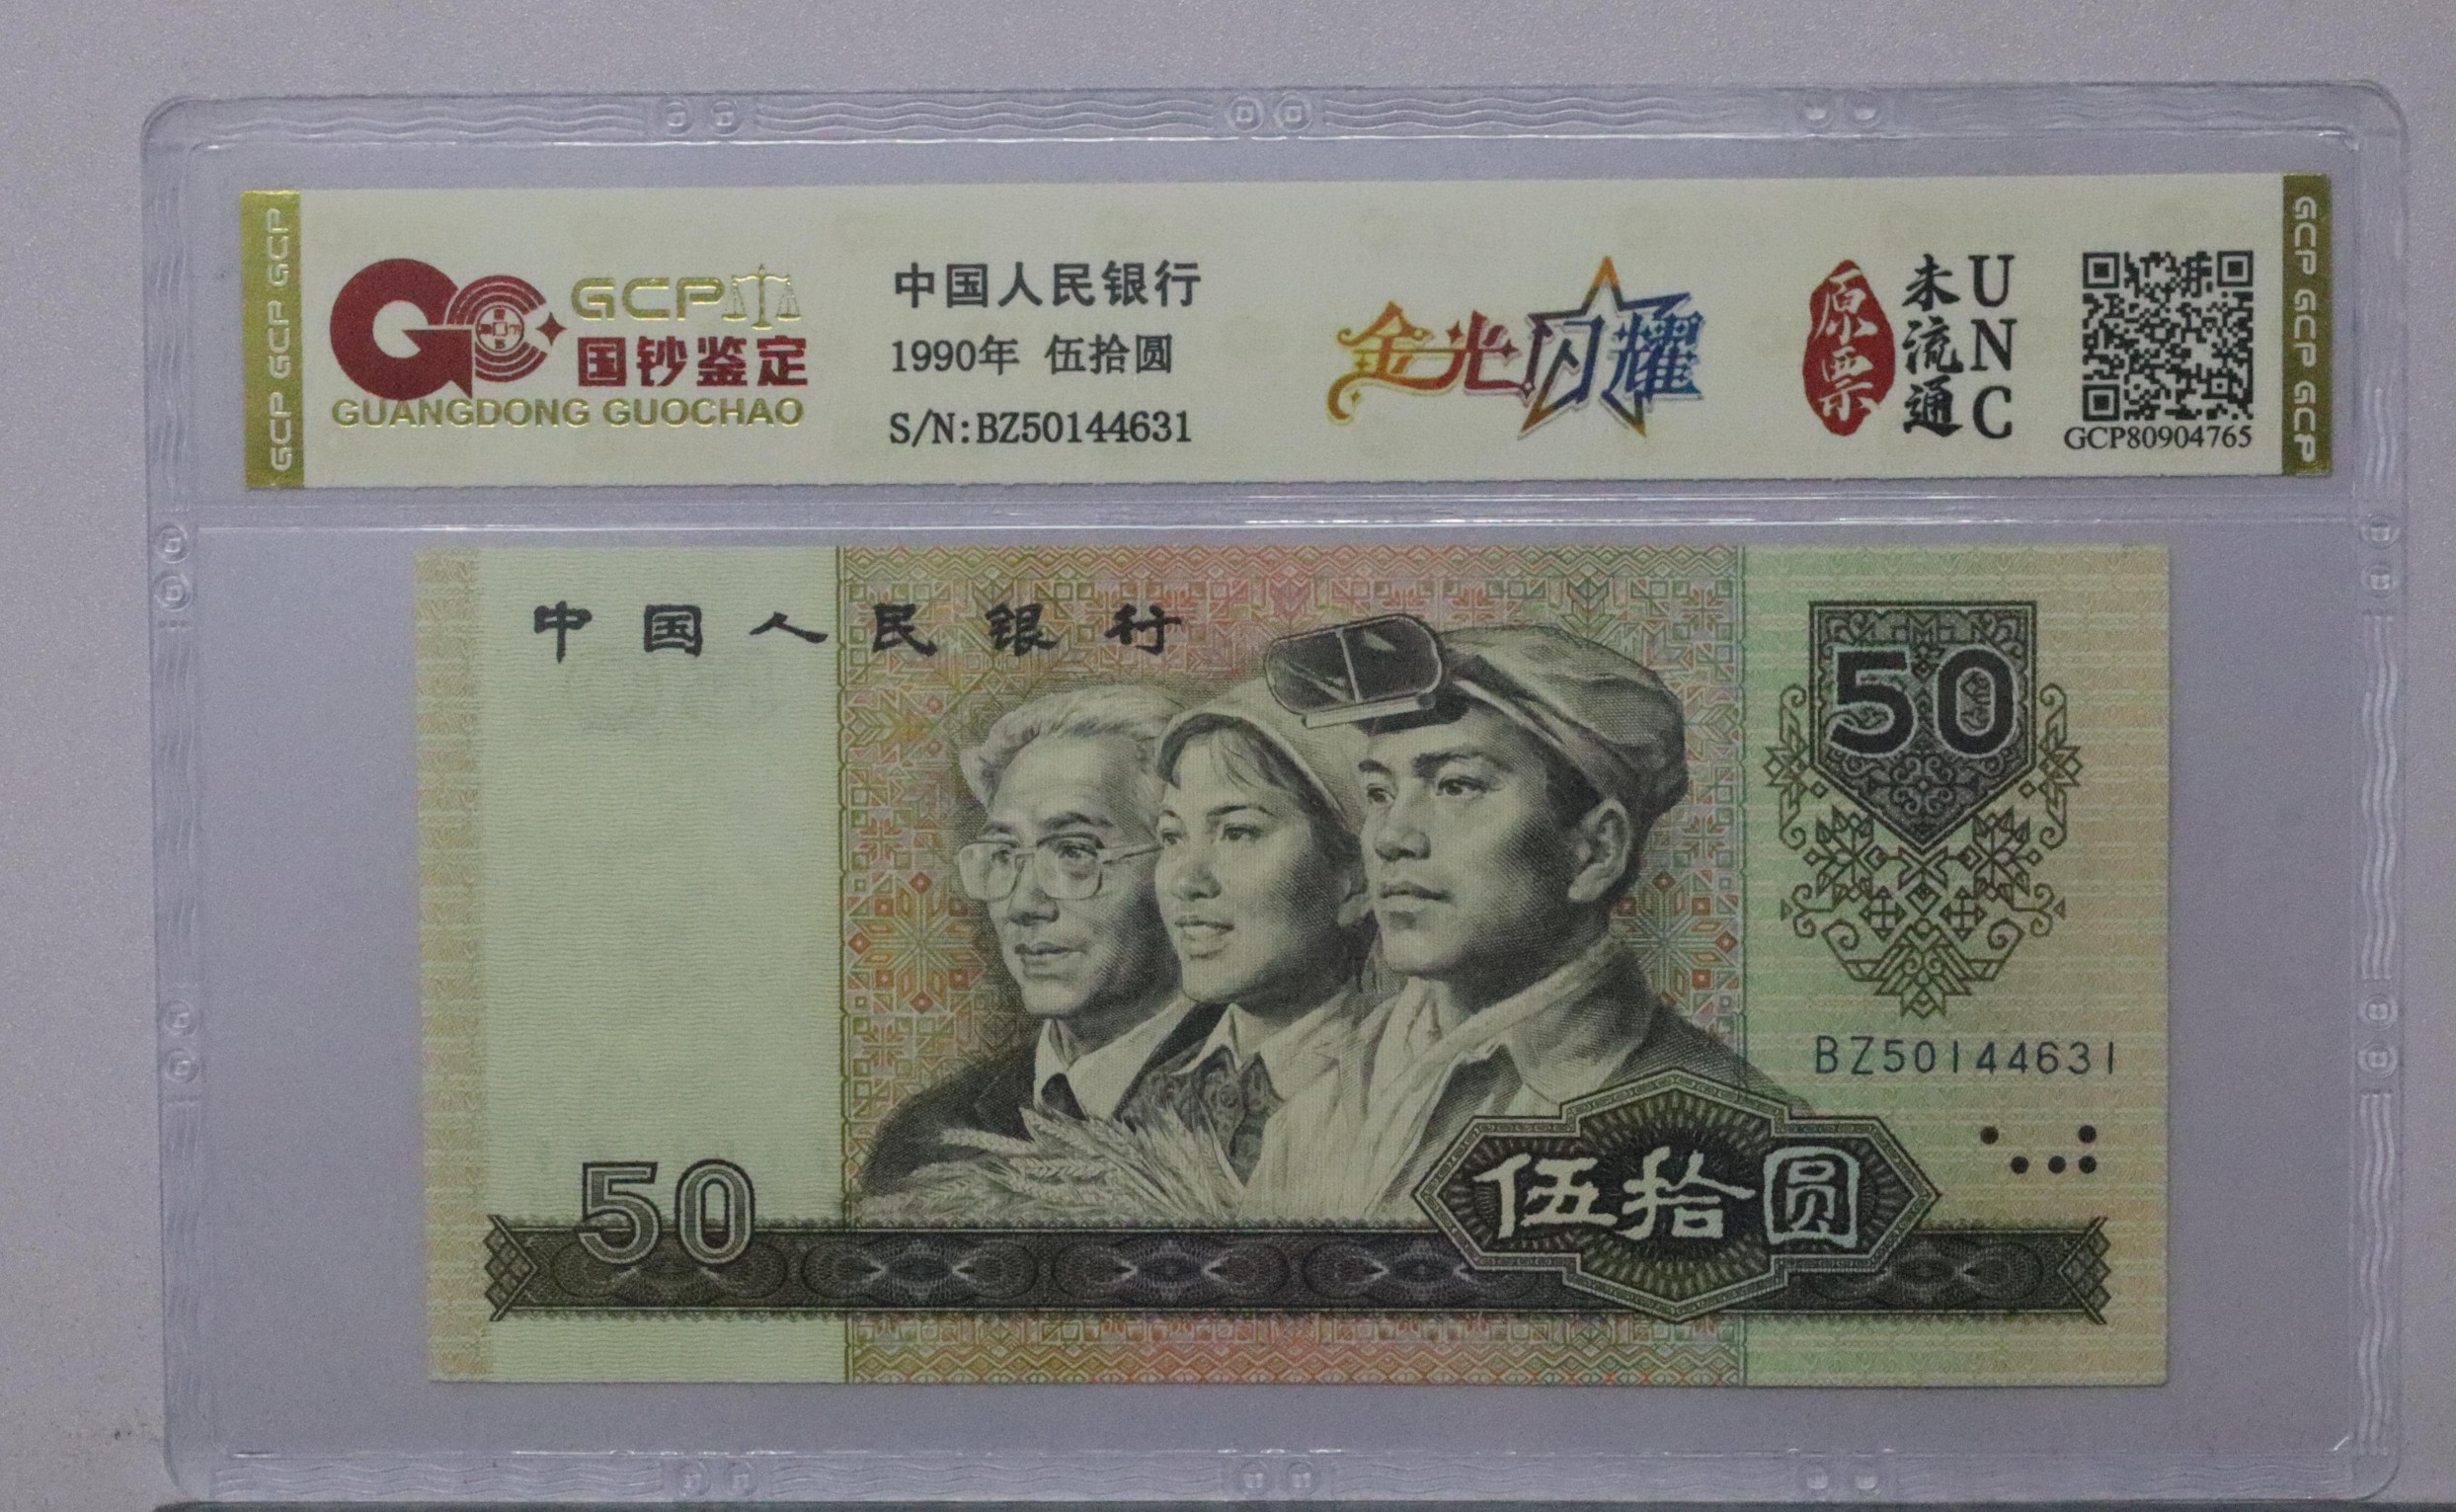 GCP GCP GCP
GCP
国钞鉴定
GUANGDONG GUOCHAO
中国人民银行
1990年 伍拾圆
S/N:BZ50144631
金光闪耀
原票
未流通
UNC
GCP80904765
GCP GCP GCP
中国人民银行
50
BZ50144631
50
伍拾圆